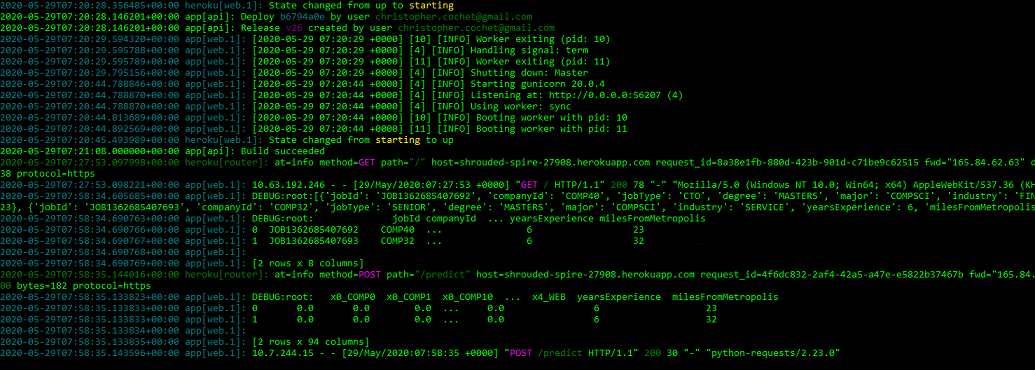 2020-05-29T07:20:28.356485+00:00 heroku[web.1]: State changed from up to starting
2020-05-29T07:20:28.146201+00:00 app[api]: Deploy b6794a0e by user christopher.cochet@gmail.com
2020-05-29T07:20:28.146201+00:00 app[api]: Release v26 created by user christopher.cochet@gmail.com
2020-05-29T07:20:29.594320+00:00 app[web.1]: [2020-05-29 07:20:29 +0000] [10] [INFO] Worker exiting (pid: 10)
2020-05-29T07:20:29.595788+00:00 app[web.1]: [2020-05-29 07:20:29 +0000] [4] [INFO] Handling signal: term
2020-05-29T07:20:29.595789+00:00 app[web.1]: [2020-05-29 07:20:29 +0000] [11] [INFO] Worker exiting (pid: 11)
2020-05-29T07:20:29.795156+00:00 app[web.1]: [2020-05-29 07:20:29 +0000] [4] [INFO] Shutting down: Master
2020-05-29T07:20:44.788846+00:00 app[web.1]: [2020-05-29 07:20:44 +0000] [4] [INFO] Starting gunicorn 20.0.4
2020-05-29T07:20:44.788870+00:00 app[web.1]: [2020-05-29 07:20:44 +0000] [4] [INFO] Listening at: http://0.0.0.0:56207 (4)
2020-05-29T07:20:44.788870+00:00 app[web.1]: [2020-05-29 07:20:44 +0000] [4] [INFO] Using worker: sync
2020-05-29T07:20:44.813689+00:00 app[web.1]: [2020-05-29 07:20:44 +0000] [10] [INFO] Booting worker with pid: 10
2020-05-29T07:20:44.892569+00:00 app[web.1]: [2020-05-29 07:20:44 +0000] [11] [INFO] Booting worker with pid: 11
2020-05-29T07:20:45.493989+00:00 heroku[web.1]: State changed from starting to up
2020-05-29T07:21:08.000000+00:00 app[api]: Build succeeded
2020-05-29T07:27:53.097998+00:00 heroku[router]: at=info method=GET path="/" host=shrouded-spire-27908.herokuapp.com request_id=8a38e1fb-880d-423b-901d-c71be9c62515 fwd="165.84.62.63" d
38 protocol=https
2020-05-29T07:27:53.098221+00:00 app[web.1]: 10.63.192.246 - - [29/May/2020:07:27:53 +0000] "GET / HTTP/1.1" 200 78 "-" "Mozilla/5.0 (Windows NT 10.0; Win64; x64) AppleWebKit/537.36 (KH
2020-05-29T07:58:34.605685+00:00 app[web.1]: DEBUG:root:[{'jobId': 'JOB1362685407692', 'companyId': 'COMP40', 'jobType': 'CTO', 'degree': 'MASTERS', 'major': 'COMPSCI', 'industry': 'FIN
23}, {'jobId': 'JOB1362685407693', 'companyId': 'COMP32', 'jobType': 'SENIOR', 'degree': 'MASTERS', 'major': 'COMPSCI', 'industry': 'SERVICE', 'yearsExperience': 6, 'milesFromMetropolis
2020-05-29T07:58:34.690763+00:00 app[web.1]: DEBUG:root: jobId companyId ... yearsExperience milesFromMetropolis
2020-05-29T07:58:34.690766+00:00 app[web.1]: 0 JOB1362685407692 COMP40 ... 6 23
2020-05-29T07:58:34.690767+00:00 app[web.1]: 1 JOB1362685407693 COMP32 ... 6 32
2020-05-29T07:58:34.690768+00:00 app[web.1]:
2020-05-29T07:58:34.690769+00:00 app[web.1]: [2 rows x 8 columns]
2020-05-29T07:58:35.144016+00:00 heroku[router]: at=info method=POST path="/predict" host=shrouded-spire-27908.herokuapp.com request_id=4f6dc832-2af4-42a5-a47e-e5822b37467b fwd="165.84.
00 bytes=182 protocol=https
2020-05-29T07:58:35.133823+00:00 app[web.1]: DEBUG:root: x0_COMP0 x0_COMP1 x0_COMP10 ... x4_WEB yearsExperience milesFromMetropolis
2020-05-29T07:58:35.133833+00:00 app[web.1]: 0 0.0 0.0 0.0 ... 0.0 6 23
2020-05-29T07:58:35.133833+00:00 app[web.1]: 1 0.0 0.0 0.0 ... 0.0 6 32
2020-05-29T07:58:35.133834+00:00 app[web.1]:
2020-05-29T07:58:35.133835+00:00 app[web.1]: [2 rows x 94 columns]
2020-05-29T07:58:35.143596+00:00 app[web.1]: 10.7.244.15 - - [29/May/2020:07:58:35 +0000] "POST /predict HTTP/1.1" 200 30 "-" "python-requests/2.23.0"